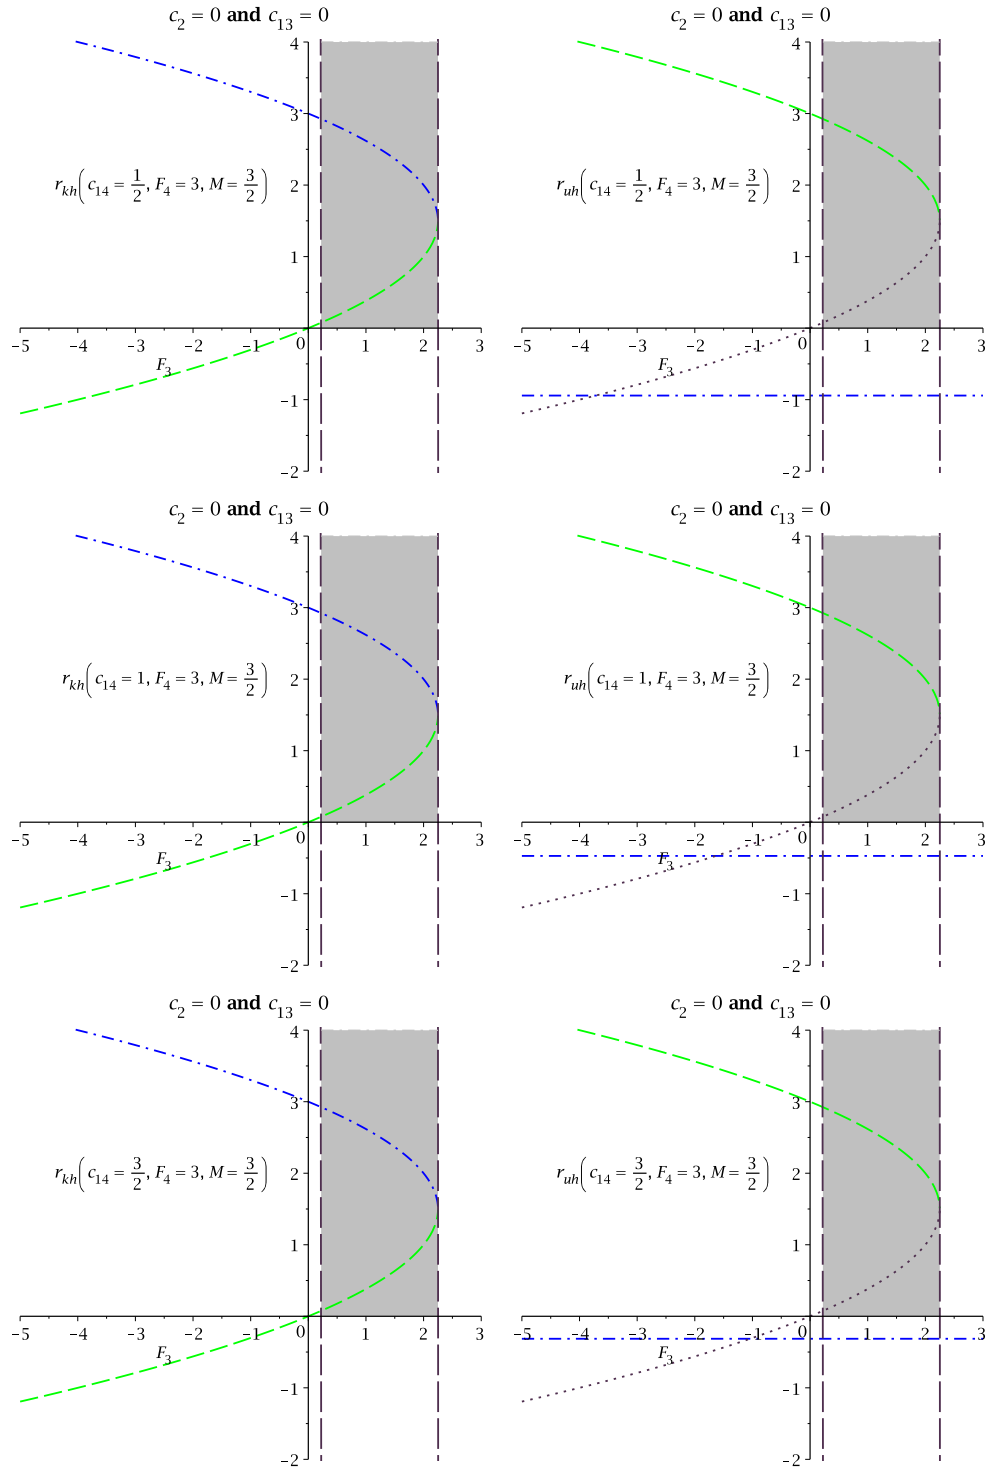 c2 = 0 and c13 = 0
4
3
r_kh(c14 = 1/2, F4 = 3, M = 3/2)
2
1
−5 −4 −3 −2 −1 0 1 2 3
F3
−1
−2
c2 = 0 and c13 = 0
4
3
r_uh(c14 = 1/2, F4 = 3, M = 3/2)
2
1
−5 −4 −3 −2 −1 0 1 2 3
F3
−1
−2
c2 = 0 and c13 = 0
4
3
r_kh(c14 = 1, F4 = 3, M = 3/2)
2
1
−5 −4 −3 −2 −1 0 1 2 3
F3
−1
−2
c2 = 0 and c13 = 0
4
3
r_uh(c14 = 1, F4 = 3, M = 3/2)
2
1
−5 −4 −3 −2 −1 0 1 2 3
F3
−1
−2
c2 = 0 and c13 = 0
4
3
r_kh(c14 = 3/2, F4 = 3, M = 3/2)
2
1
−5 −4 −3 −2 −1 0 1 2 3
F3
−1
−2
c2 = 0 and c13 = 0
4
3
r_uh(c14 = 3/2, F4 = 3, M = 3/2)
2
1
−5 −4 −3 −2 −1 0 1 2 3
F3
−1
−2